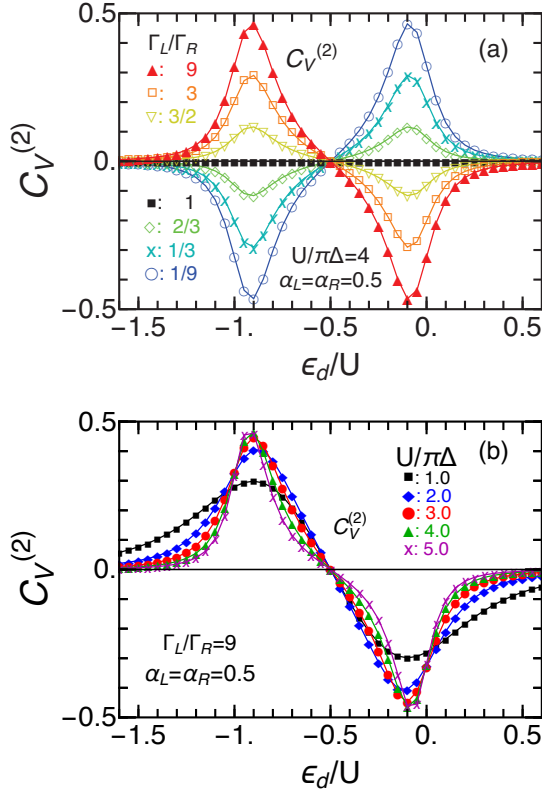 0.5
Γ_L/Γ_R
(a)
C_V^(2)
▲: 9
□: 3
▽: 3/2
C_V^(2)
0
■: 1
◇: 2/3
x: 1/3
○: 1/9
U/πΔ=4
α_L=α_R=0.5
−0.5
−1.5 −1. −0.5 0. 0.5
ϵ_d/U
0.5
(b)
U/πΔ
■: 1.0
◆: 2.0
●: 3.0
▲: 4.0
x: 5.0
C_V^(2)
C_V^(2)
0
Γ_L/Γ_R=9
α_L=α_R=0.5
−0.5
−1.5 −1. −0.5 0. 0.5
ϵ_d/U